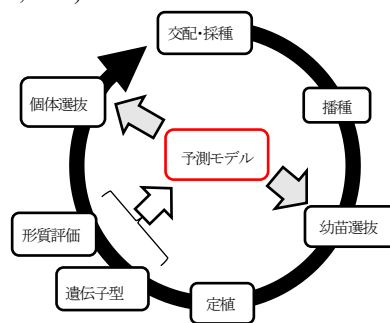 交配・採種
個体選抜
播種
予測モデル
幼苗選抜
形質評価
遺伝子型
定植